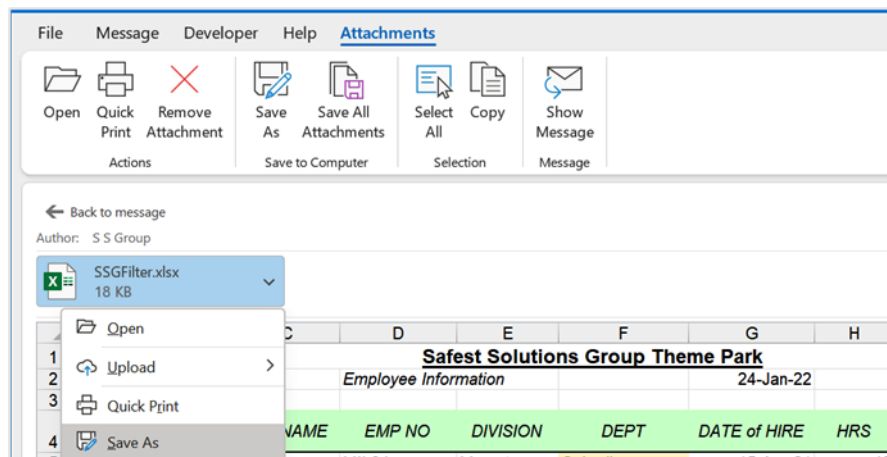 File Message Developer Help Attachments
Open Quick Print Remove Attachment Save As Save All Attachments Select All Copy Show Message
Actions Save to Computer Selection Message
Back to message
Author: S S Group
SSGFilter.xlsx
18 KB
Open
Upload
Quick Print
Save As
D E F G H
1 Safest Solutions Group Theme Park
2 Employee Information 24-Jan-22
3
4 NAME EMP NO DIVISION DEPT DATE of HIRE HRS